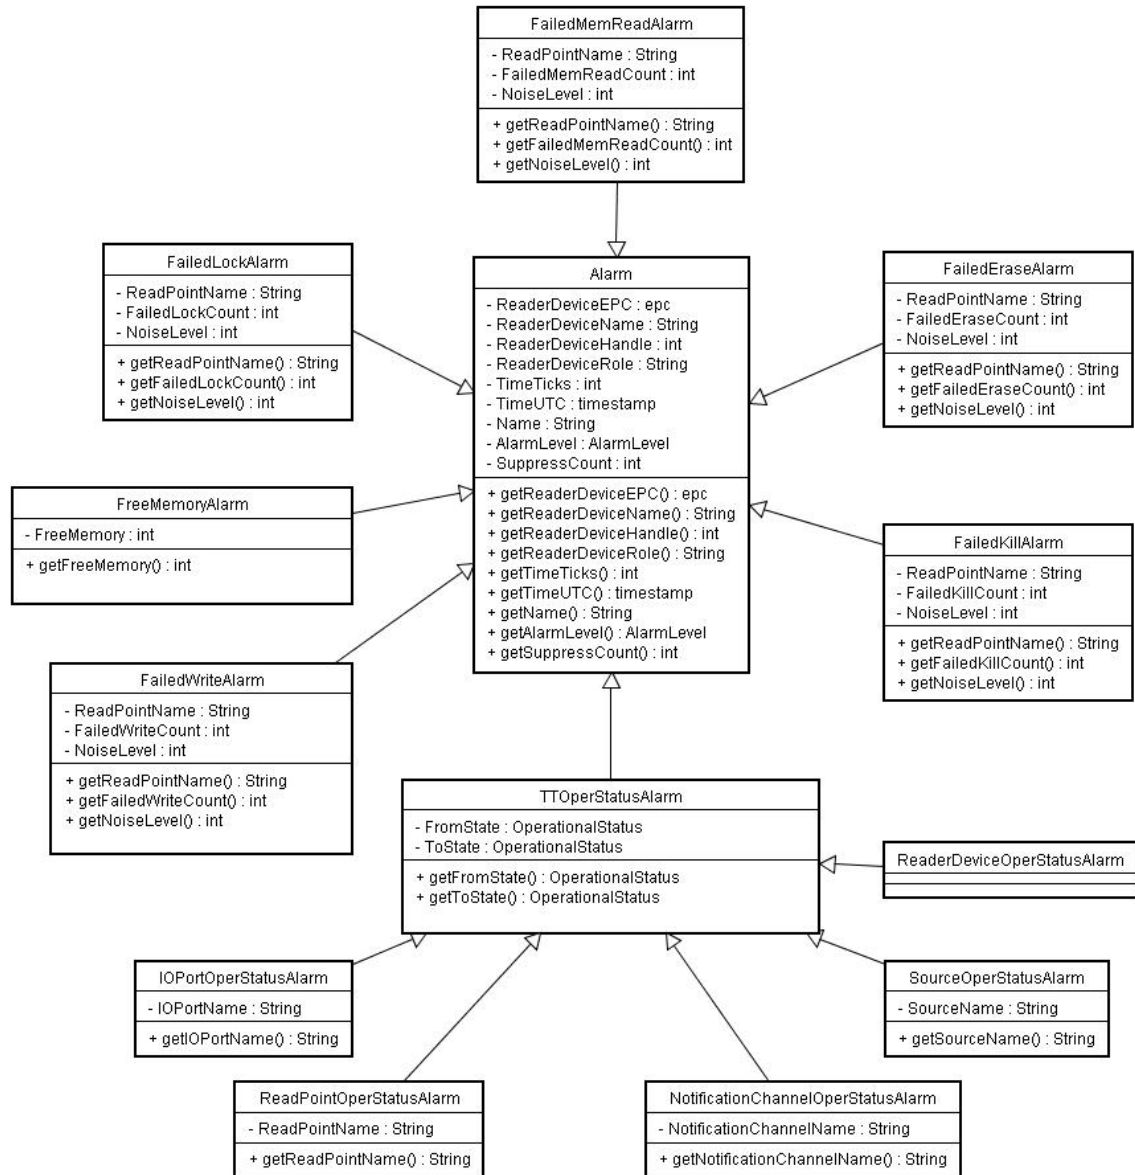 FailedMemReadAlarm
- ReadPointName : String
- FailedMemReadCount : int
- NoiseLevel : int
+ getReadPointName() : String
+ getFailedMemReadCount() : int
+ getNoiseLevel() : int
FailedLockAlarm
- ReadPointName : String
- FailedLockCount : int
- NoiseLevel : int
+ getReadPointName() : String
+ getFailedLockCount() : int
+ getNoiseLevel() : int
Alarm
- ReaderDeviceEPC : epc
- ReaderDeviceName : String
- ReaderDeviceHandle : int
- ReaderDeviceRole : String
- TimeTicks : int
- TimeUTC : timestamp
- Name : String
- AlarmLevel : AlarmLevel
- SuppressCount : int
+ getReaderDeviceEPC() : epc
+ getReaderDeviceName() : String
+ getReaderDeviceHandle() : int
+ getReaderDeviceRole() : String
+ getTimeTicks() : int
+ getTimeUTC() : timestamp
+ getName() : String
+ getAlarmLevel() : AlarmLevel
+ getSuppressCount() : int
FailedEraseAlarm
- ReadPointName : String
- FailedEraseCount : int
- NoiseLevel : int
+ getReadPointName() : String
+ getFailedEraseCount() : int
+ getNoiseLevel() : int
FreeMemoryAlarm
- FreeMemory : int
+ getFreeMemory() : int
FailedKillAlarm
- ReadPointName : String
- FailedKillCount : int
- NoiseLevel : int
+ getReadPointName() : String
+ getFailedKillCount() : int
+ getNoiseLevel() : int
FailedWriteAlarm
- ReadPointName : String
- FailedWriteCount : int
- NoiseLevel : int
+ getReadPointName() : String
+ getFailedWriteCount() : int
+ getNoiseLevel() : int
TTOperStatusAlarm
- FromState : OperationalStatus
- ToState : OperationalStatus
+ getFromState() : OperationalStatus
+ getToState() : OperationalStatus
ReaderDeviceOperStatusAlarm
IOPortOperStatusAlarm
- IOPortName : String
+ getIOPortName() : String
SourceOperStatusAlarm
- SourceName : String
+ getSourceName() : String
ReadPointOperStatusAlarm
- ReadPointName : String
+ getReadPointName() : String
NotificationChannelOperStatusAlarm
- NotificationChannelName : String
+ getNotificationChannelName() : String